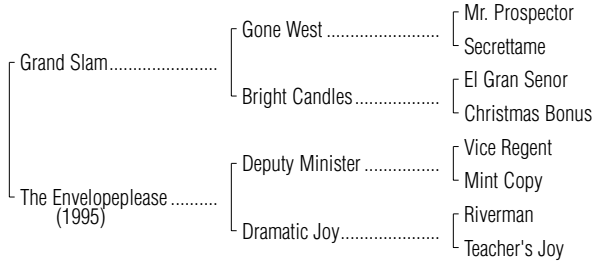 Mr. Prospector
Gone West
Secrettame
Grand Slam
El Gran Senor
Bright Candles
Christmas Bonus
Vice Regent
Deputy Minister
Mint Copy
The Envelopeplease
(1995)
Riverman
Dramatic Joy
Teacher's Joy